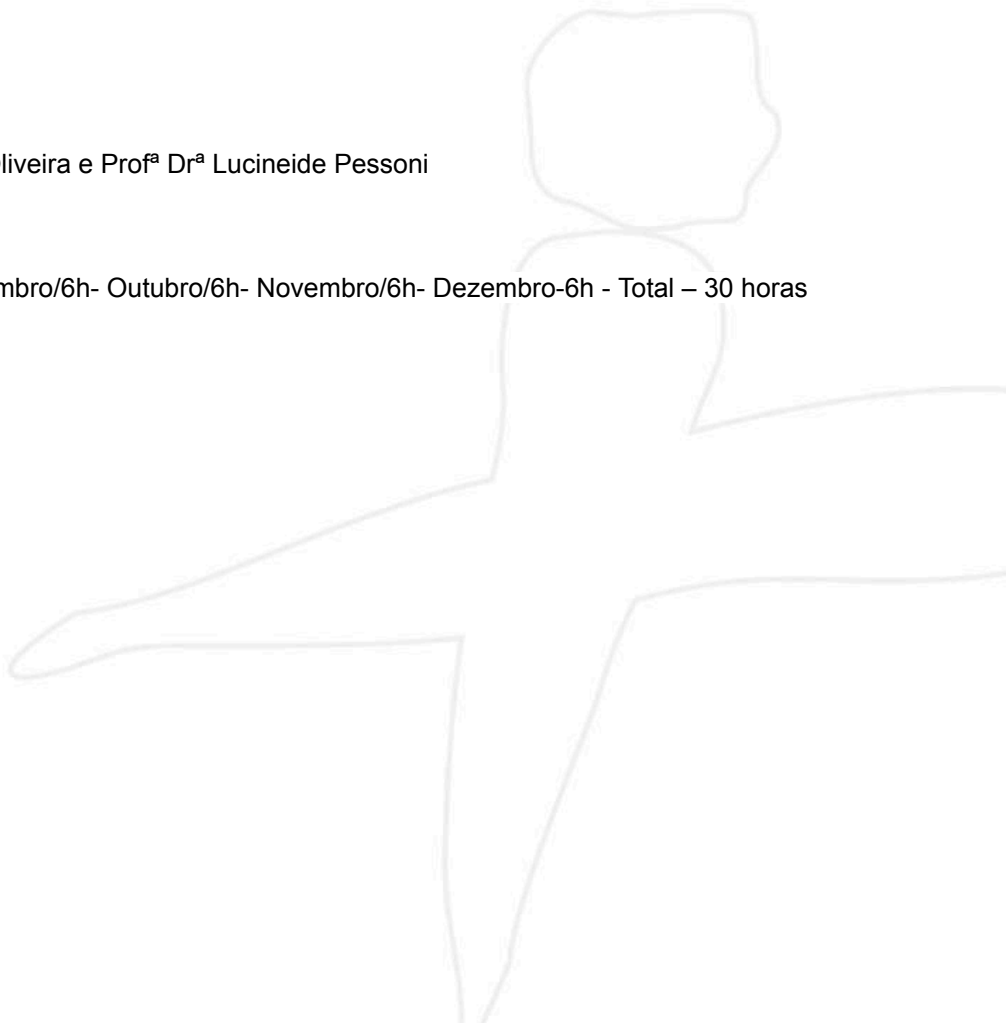 liveira e Profª Drª Lucineide Pessoni
mbro/6h- Outubro/6h- Novembro/6h- Dezembro-6h - Total – 30 horas